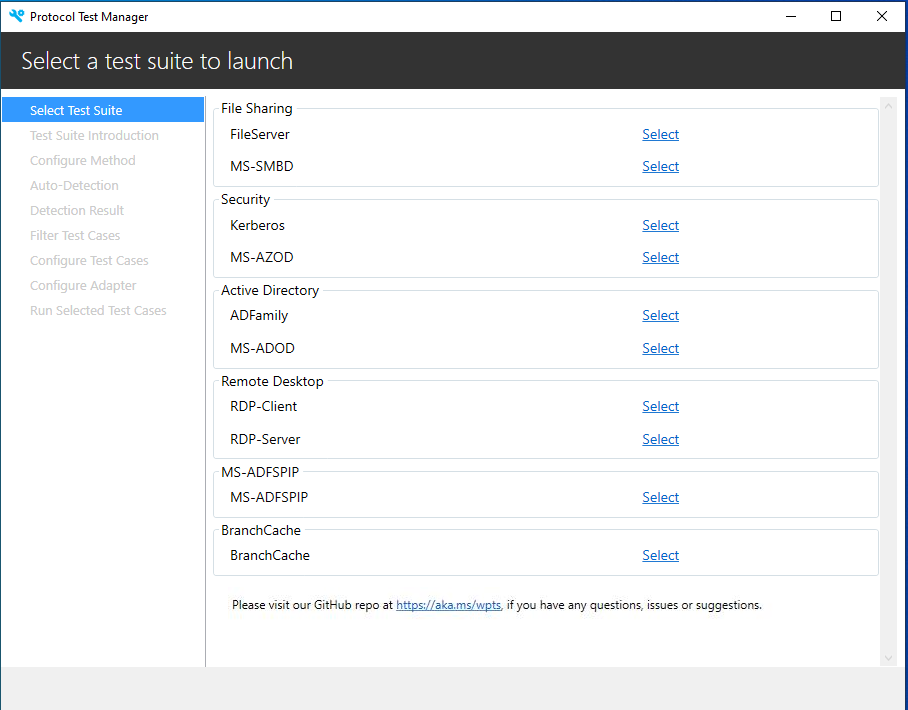 Protocol Test Manager
Select a test suite to launch
Select Test Suite
Test Suite Introduction
Configure Method
Auto-Detection
Detection Result
Filter Test Cases
Configure Test Cases
Configure Adapter
Run Selected Test Cases
File Sharing
FileServer Select
MS-SMBD Select
Security
Kerberos Select
MS-AZOD Select
Active Directory
ADFamily Select
MS-ADOD Select
Remote Desktop
RDP-Client Select
RDP-Server Select
MS-ADFSPIP
MS-ADFSPIP Select
BranchCache
BranchCache Select
Please visit our GitHub repo at https://aka.ms/wpts, if you have any questions, issues or suggestions.